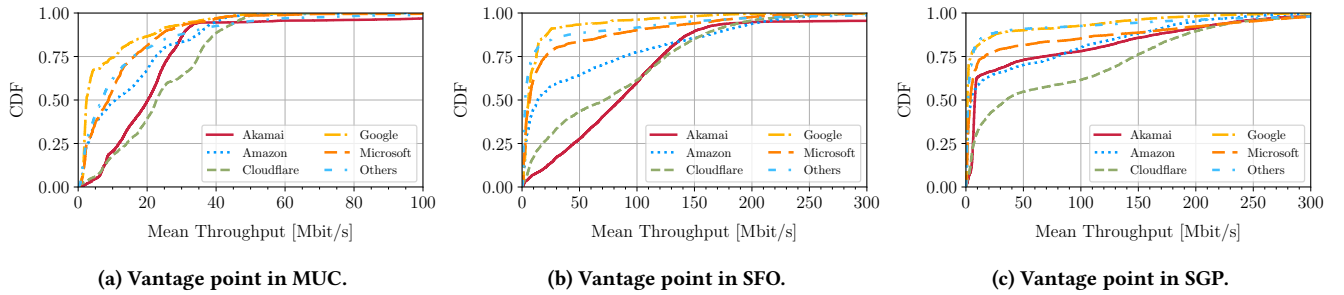 1.00
0.75
0.50
0.25
0.00
CDF
0 20 40 60 80 100
Mean Throughput [Mbit/s]
Akamai
Amazon
Cloudflare
Google
Microsoft
Others
(a) Vantage point in MUC.
1.00
0.75
0.50
0.25
0.00
CDF
0 50 100 150 200 250 300
Mean Throughput [Mbit/s]
Akamai
Amazon
Cloudflare
Google
Microsoft
Others
(b) Vantage point in SFO.
1.00
0.75
0.50
0.25
0.00
CDF
0 50 100 150 200 250 300
Mean Throughput [Mbit/s]
Akamai
Amazon
Cloudflare
Google
Microsoft
Others
(c) Vantage point in SGP.